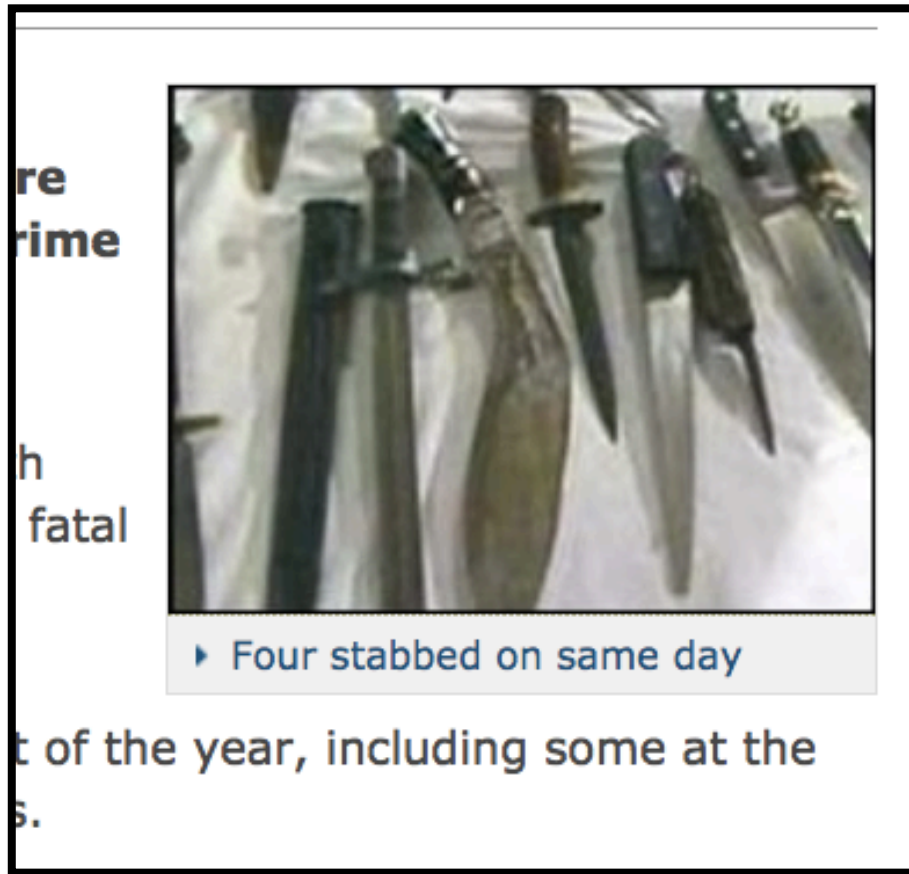 re
rime
h
fatal
Four stabbed on same day
t of the year, including some at the
s.